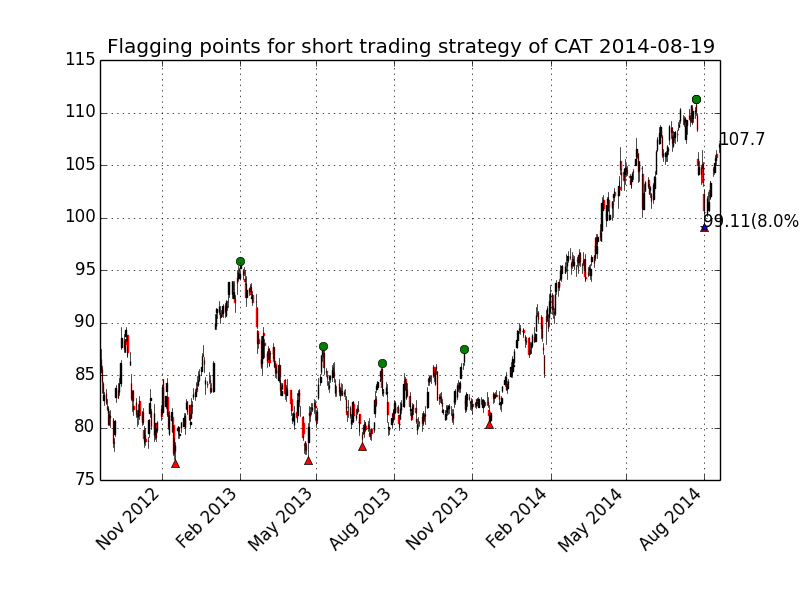 Flagging points for short trading strategy of CAT 2014-08-19
115
110
105
100
95
90
85
80
75
107.7
99.11(8.0%
Nov 2012
Feb 2013
May 2013
Aug 2013
Nov 2013
Feb 2014
May 2014
Aug 2014